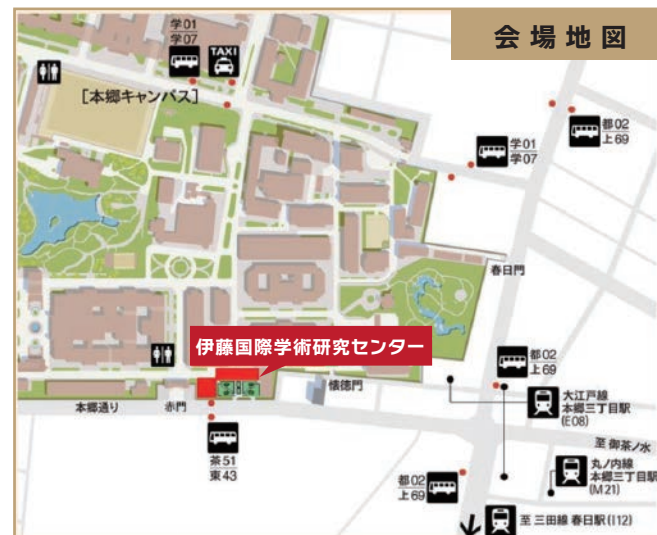 会場地図
学01
学07
TAXI
[本郷キャンパス]
都02
上69
学01
学07
春日門
伊藤国際学術研究センター
都02
上69
懐徳門
大江戸線
本郷三丁目駅
(E08)
本郷通り
赤門
至 御茶ノ水
茶51
東43
丸ノ内線
本郷三丁目駅
(M21)
都02
上69
至 三田線 春日駅(I12)